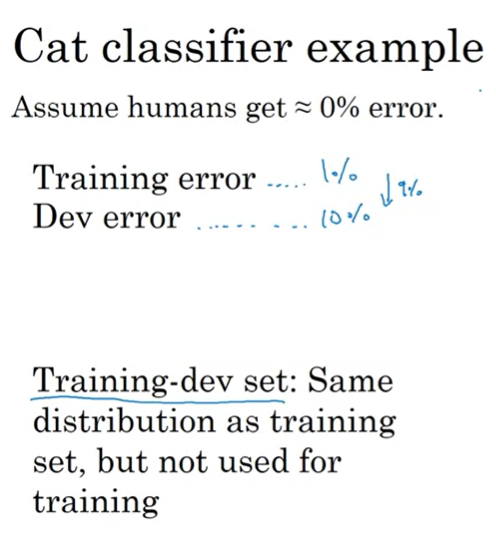 Cat classifier example
Assume humans get ≈ 0% error.
Training error ..... 1% ↓ 9%
Dev error ......... 10%
Training-dev set: Same
distribution as training
set, but not used for
training